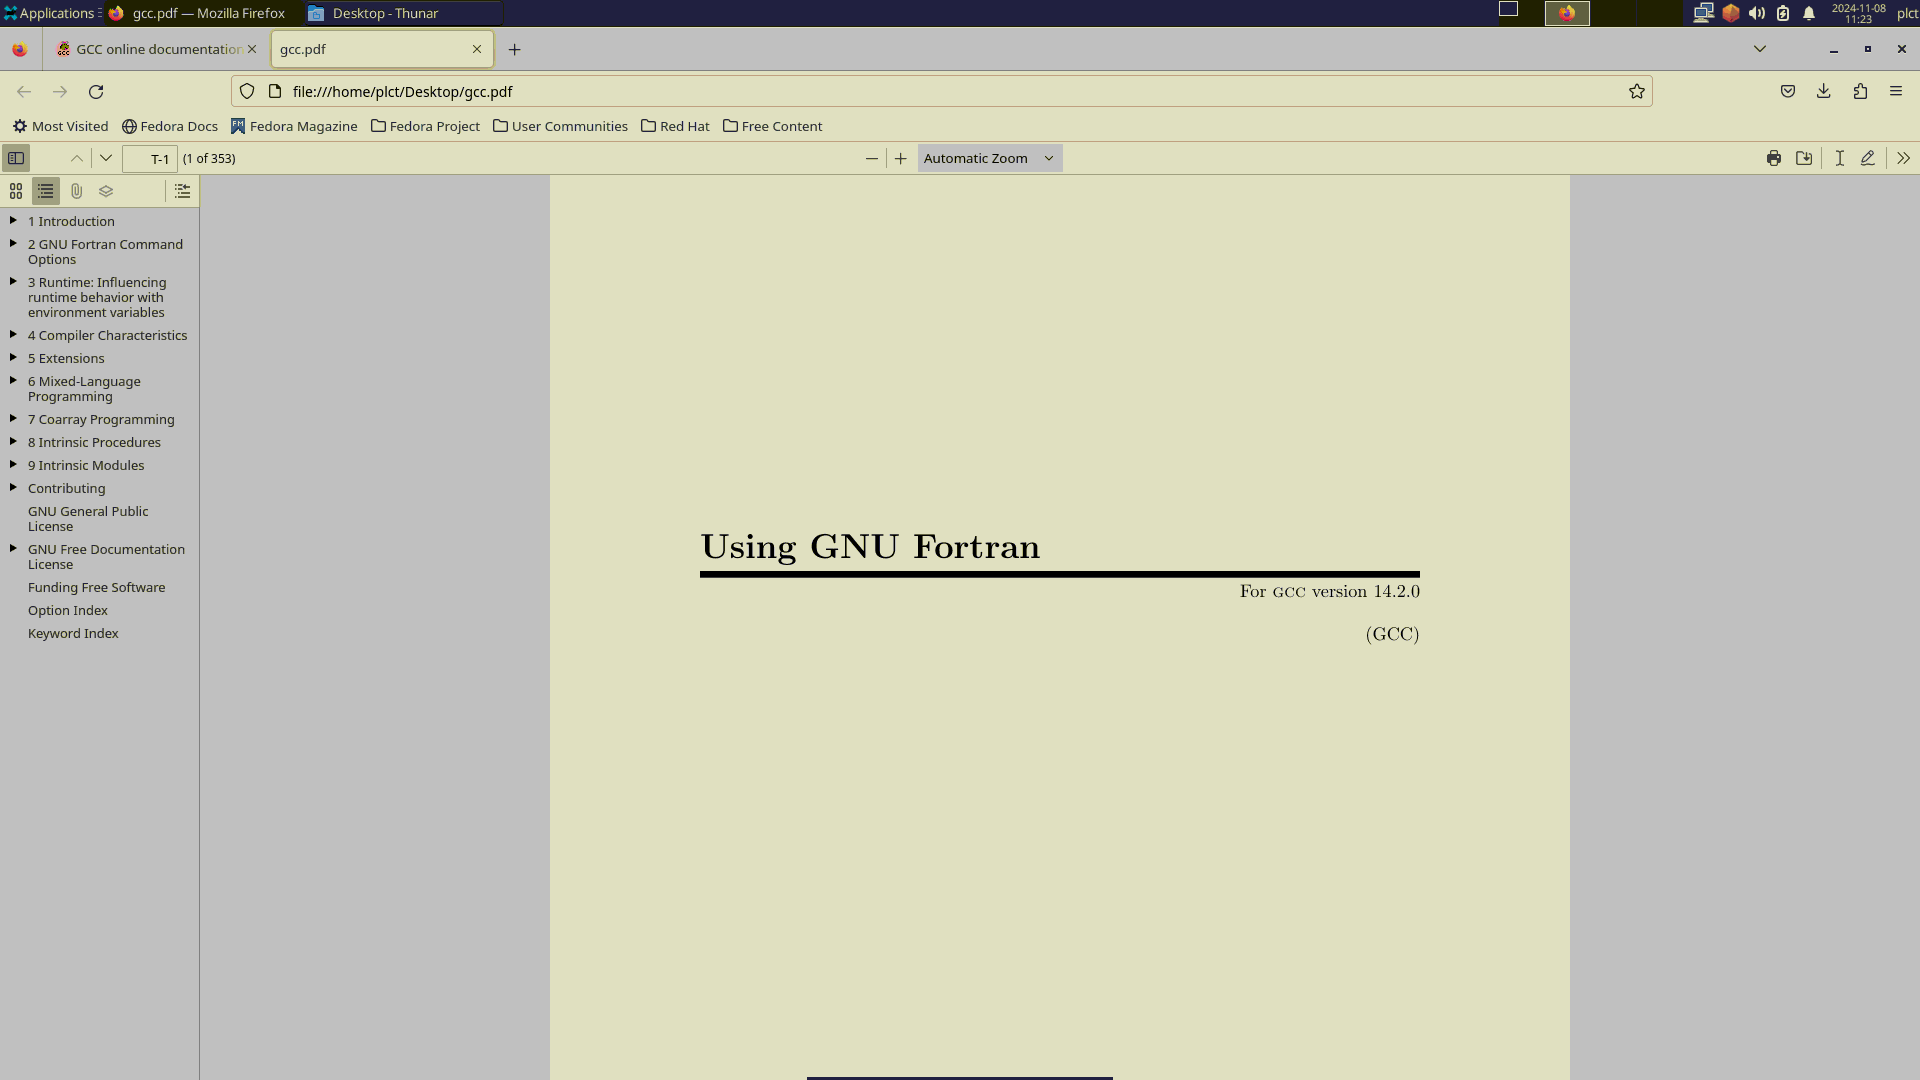 Applications
gcc.pdf — Mozilla Firefox
Desktop - Thunar
2024-11-08
11:23
plct
GCC online documentation
gcc.pdf
file:///home/plct/Desktop/gcc.pdf
Most Visited
Fedora Docs
Fedora Magazine
Fedora Project
User Communities
Red Hat
Free Content
T-1
(1 of 353)
Automatic Zoom
1 Introduction
2 GNU Fortran Command
Options
3 Runtime: Influencing
runtime behavior with
environment variables
4 Compiler Characteristics
5 Extensions
6 Mixed-Language
Programming
7 Coarray Programming
8 Intrinsic Procedures
9 Intrinsic Modules
Contributing
GNU General Public
License
GNU Free Documentation
License
Funding Free Software
Option Index
Keyword Index
Using GNU Fortran
For GCC version 14.2.0
(GCC)